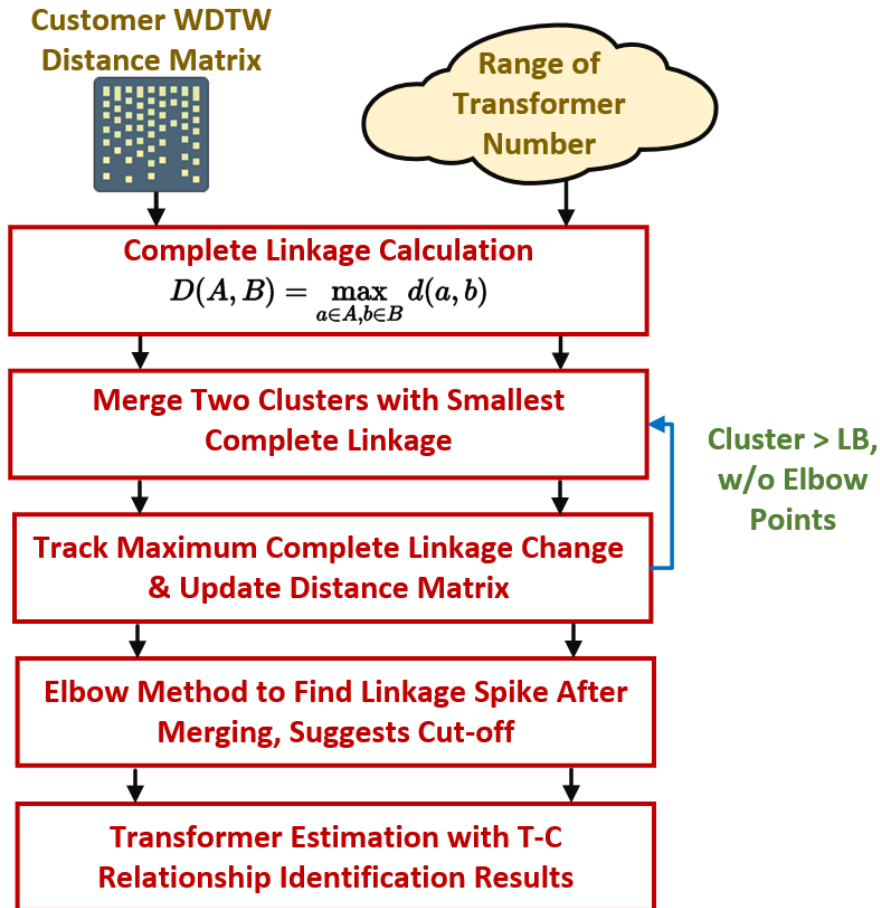 Customer WDTW
Distance Matrix
Range of
Transformer
Number
Complete Linkage Calculation
D(A, B) = max d(a, b)
a∈A,b∈B
Merge Two Clusters with Smallest
Complete Linkage
Cluster > LB,
w/o Elbow
Points
Track Maximum Complete Linkage Change
& Update Distance Matrix
Elbow Method to Find Linkage Spike After
Merging, Suggests Cut-off
Transformer Estimation with T-C
Relationship Identification Results